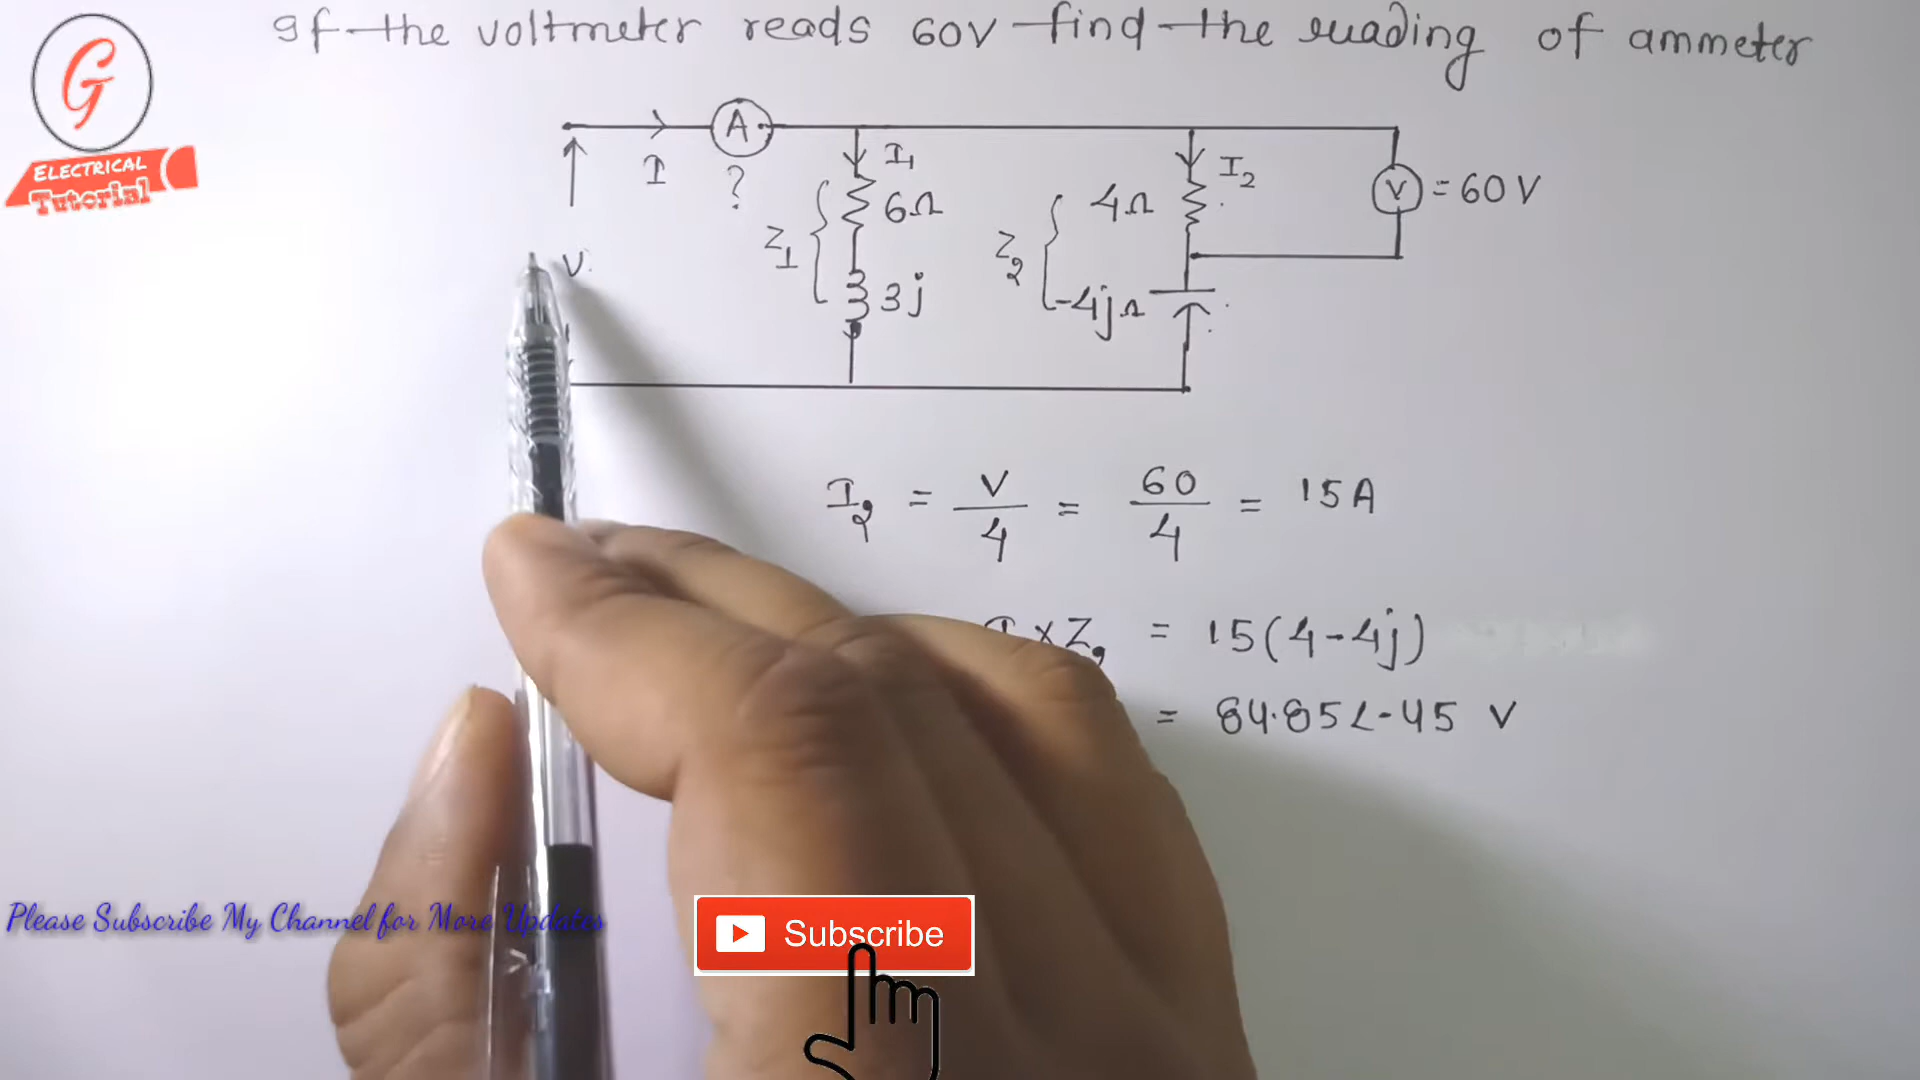 If the voltmeter reads 60V find the reading of ammeter
G
ELECTRICAL
Tutorial
A
I
?
I1
6Ω
Z1
3j
I2
4Ω
Z2
-4jΩ
V = 60V
V
I2 = V/4 = 60/4 = 15A
× Z2 = 15(4-4j)
= 84.85∠-45 V
Please Subscribe My Channel for More Updates
Subscribe